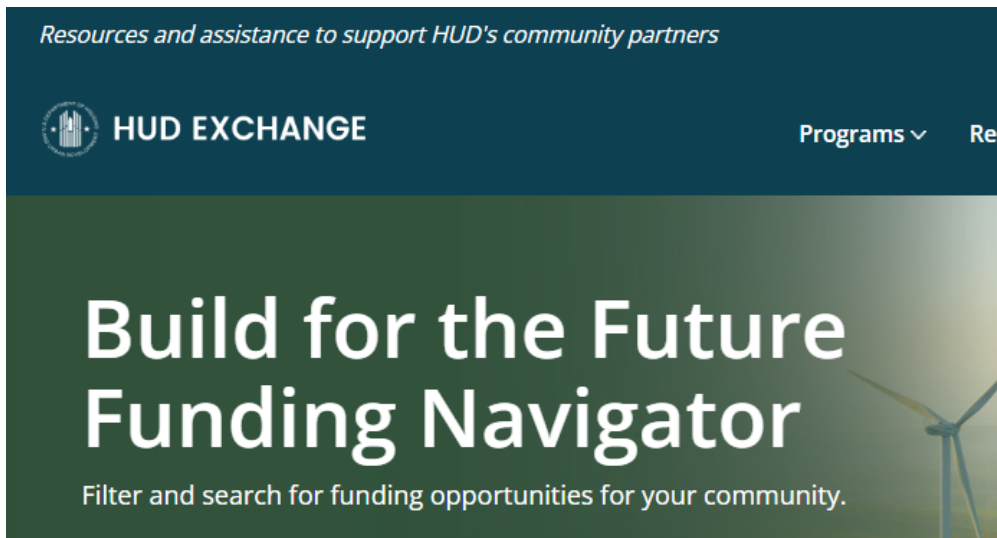 Resources and assistance to support HUD's community partners
HUD EXCHANGE
Programs
Build for the Future
Funding Navigator
Filter and search for funding opportunities for your community.